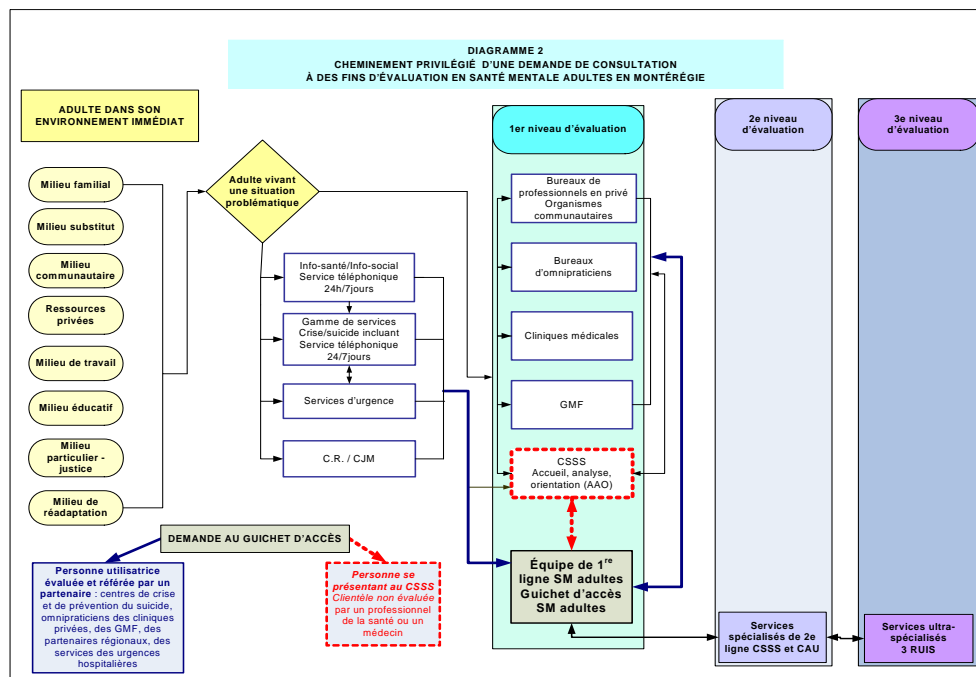 DIAGRAMME 2
CHEMINEMENT PRIVILÉGIÉ D'UNE DEMANDE DE CONSULTATION
À DES FINS D'ÉVALUATION EN SANTÉ MENTALE ADULTES EN MONTÉRÉGIE
ADULTE DANS SON
ENVIRONNEMENT IMMÉDIAT
Milieu familial
Milieu substitut
Milieu
communautaire
Ressources
privées
Milieu de travail
Milieu éducatif
Milieu
particulier -
justice
Milieu de
réadaptation
Adulte vivant
une situation
problématique
Info-santé/Info-social
Service téléphonique
24h/7jours
Gamme de services
Crise/suicide incluant
Service téléphonique
24/7jours
Services d'urgence
C.R. / CJM
1er niveau d'évaluation
Bureaux de
professionnels en privé
Organismes
communautaires
Bureaux
d'omnipraticiens
Cliniques médicales
GMF
CSSS
Accueil, analyse,
orientation (AAO)
Équipe de 1re
ligne SM adultes
Guichet d'accès
SM adultes
2e niveau
d'évaluation
Services
spécialisés de 2e
ligne CSSS et CAU
3e niveau
d'évaluation
Services ultra-
spécialisés
3 RUIS
DEMANDE AU GUICHET D'ACCÈS
Personne utilisatrice
évaluée et référée par un
partenaire : centres de crise
et de prévention du suicide,
omnipraticiens des cliniques
privées, des GMF, des
partenaires régionaux, des
services des urgences
hospitalières
Personne se
présentant au CSSS
Clientèle non évaluée
par un professionnel
de la santé ou un
médecin